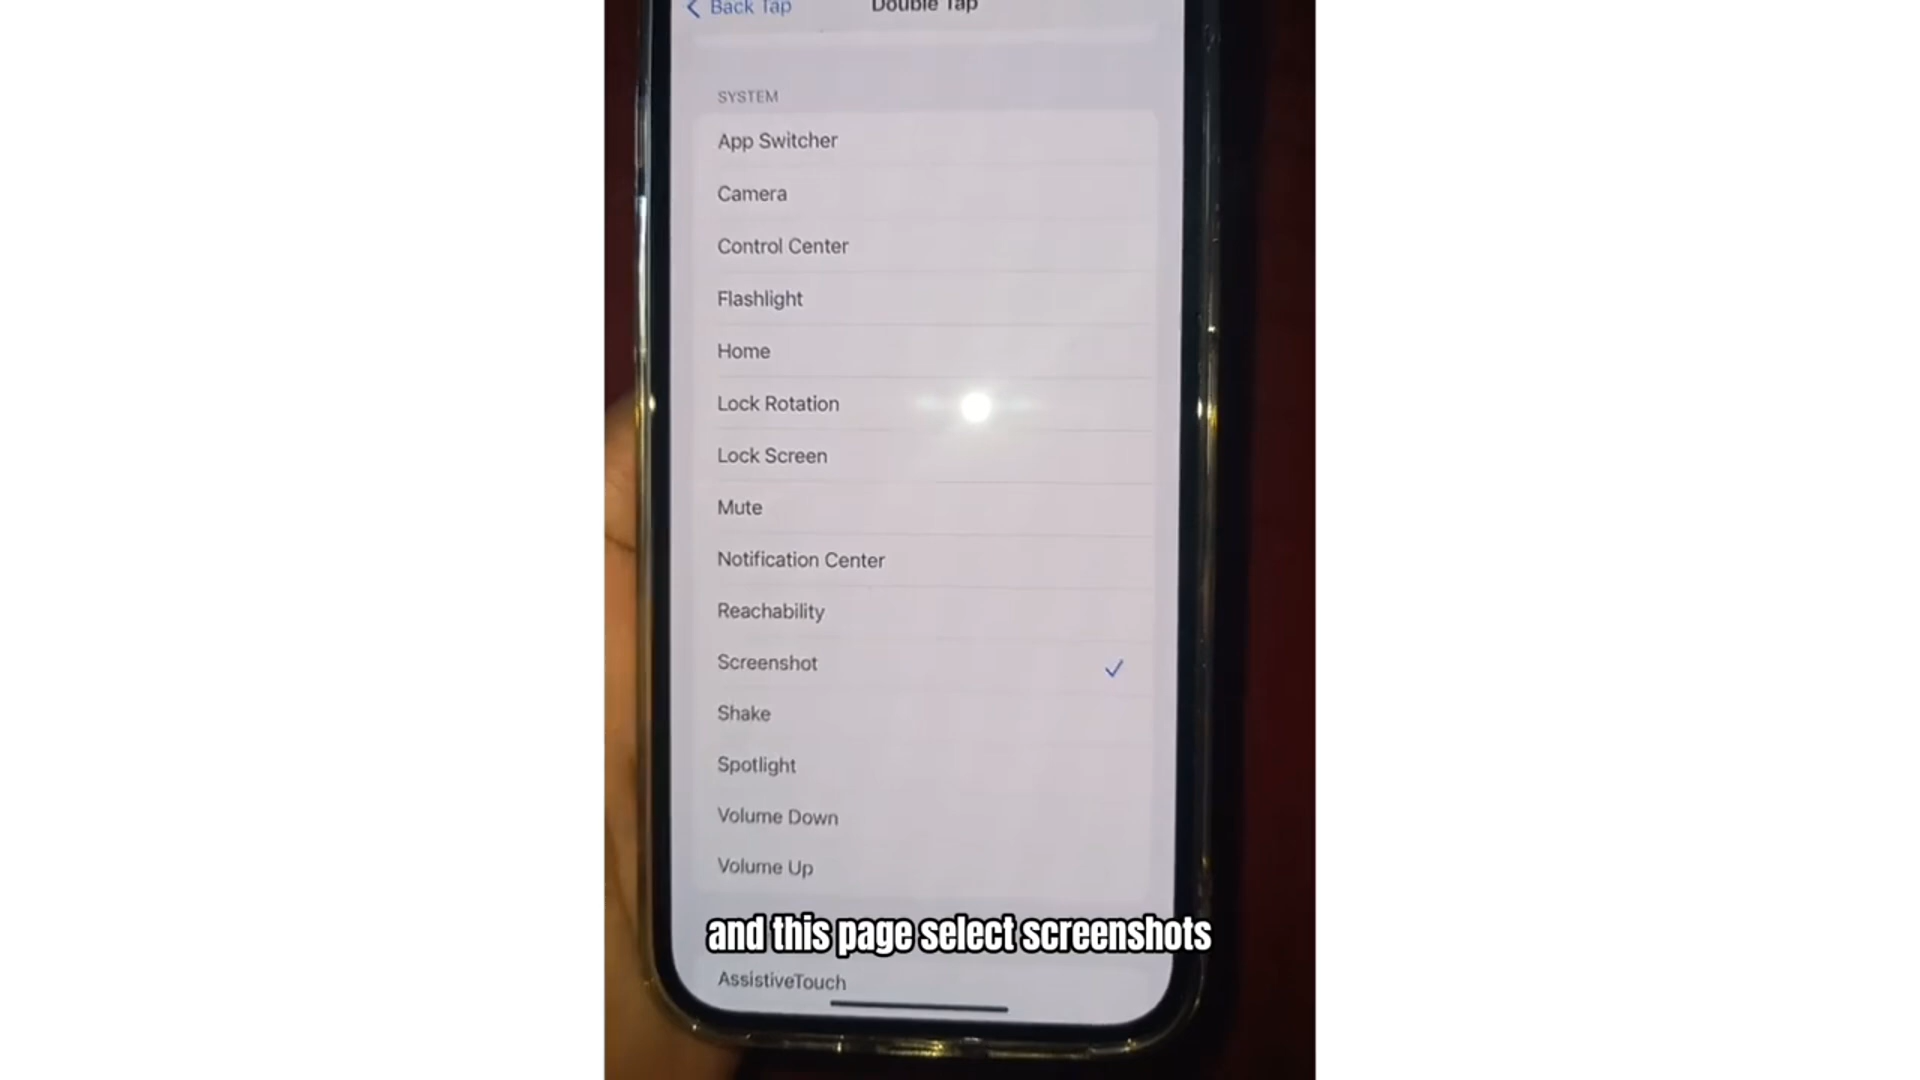 Back Tap Double Tap
SYSTEM
App Switcher
Camera
Control Center
Flashlight
Home
Lock Rotation
Lock Screen
Mute
Notification Center
Reachability
Screenshot
Shake
Spotlight
Volume Down
Volume Up
and this page select screenshots
AssistiveTouch